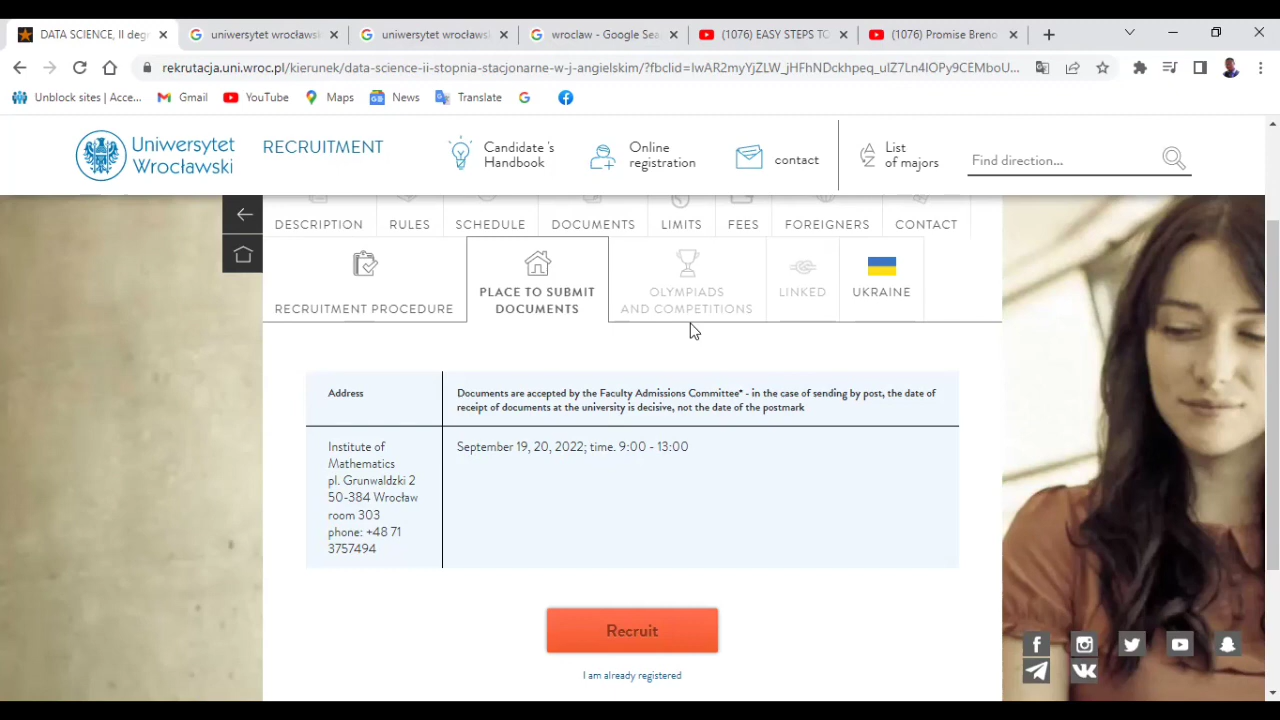 DATA SCIENCE, II deg
uniwersytet wrocławsk
uniwersytet wrocławs
wroclaw - Google Sea
(1076) EASY STEPS TO
(1076) Promise Breno
rekrutacja.uni.wroc.pl/kierunek/data-science-ii-stopnia-stacjonarne-w-j-angielskim/?fbclid=IwAR2myYjZLW_jHFhNDckhpeq_uIZ7Ln4IOPy9CEMboU...
Unblock sites | Acce...
Gmail
YouTube
Maps
News
Translate
Uniwersytet
Wrocławski
RECRUITMENT
Candidate 's
Handbook
Online
registration
contact
List
of majors
Find direction...
DESCRIPTION
RULES
SCHEDULE
DOCUMENTS
LIMITS
FEES
FOREIGNERS
CONTACT
RECRUITMENT PROCEDURE
PLACE TO SUBMIT
DOCUMENTS
OLYMPIADS
AND COMPETITIONS
LINKED
UKRAINE
Address
Documents are accepted by the Faculty Admissions Committee* - in the case of sending by post, the date of
receipt of documents at the university is decisive, not the date of the postmark
Institute of
Mathematics
pl. Grunwaldzki 2
50-384 Wrocław
room 303
phone: +48 71
3757494
September 19, 20, 2022; time. 9:00 - 13:00
Recruit
I am already registered